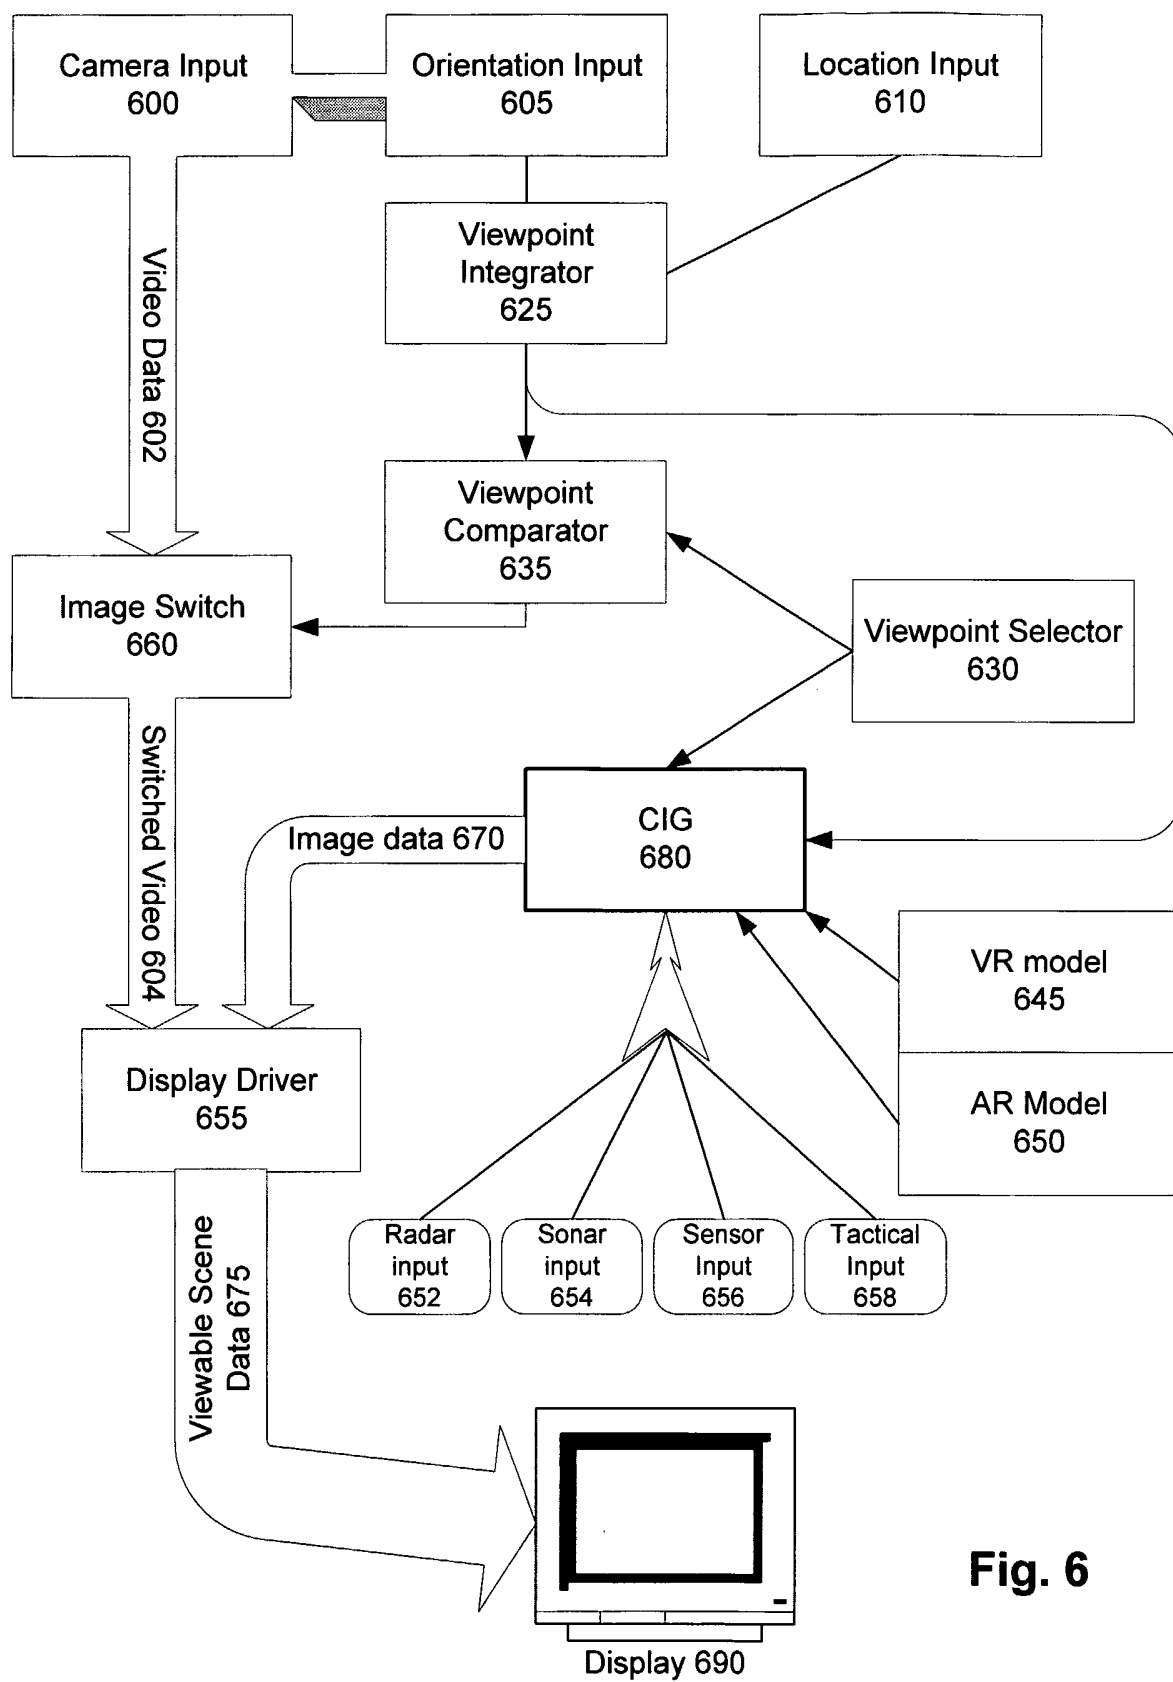 Camera Input
600
Orientation Input
605
Location Input
610
Viewpoint
Integrator
625
Video Data 602
Viewpoint
Comparator
635
Image Switch
660
Viewpoint Selector
630
Switched Video 604
Image data 670
CIG
680
VR model
645
AR Model
650
Display Driver
655
Radar
input
652
Sonar
input
654
Sensor
Input
656
Tactical
Input
658
Viewable Scene
Data 675
Display 690
Fig. 6